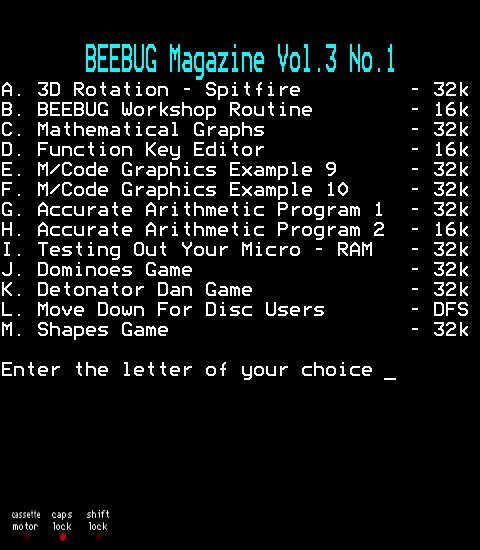 BEEBUG Magazine Vol.3 No.1
A. 3D Rotation - Spitfire - 32k
B. BEEBUG Workshop Routine - 16k
C. Mathematical Graphs - 32k
D. Function Key Editor - 16k
E. M/Code Graphics Example 9 - 32k
F. M/Code Graphics Example 10 - 32k
G. Accurate Arithmetic Program 1 - 32k
H. Accurate Arithmetic Program 2 - 16k
I. Testing Out Your Micro - RAM - 32k
J. Dominoes Game - 32k
K. Detonator Dan Game - 32k
L. Move Down For Disc Users - DFS
M. Shapes Game - 32k
Enter the letter of your choice _
cassette caps shift
motor lock lock